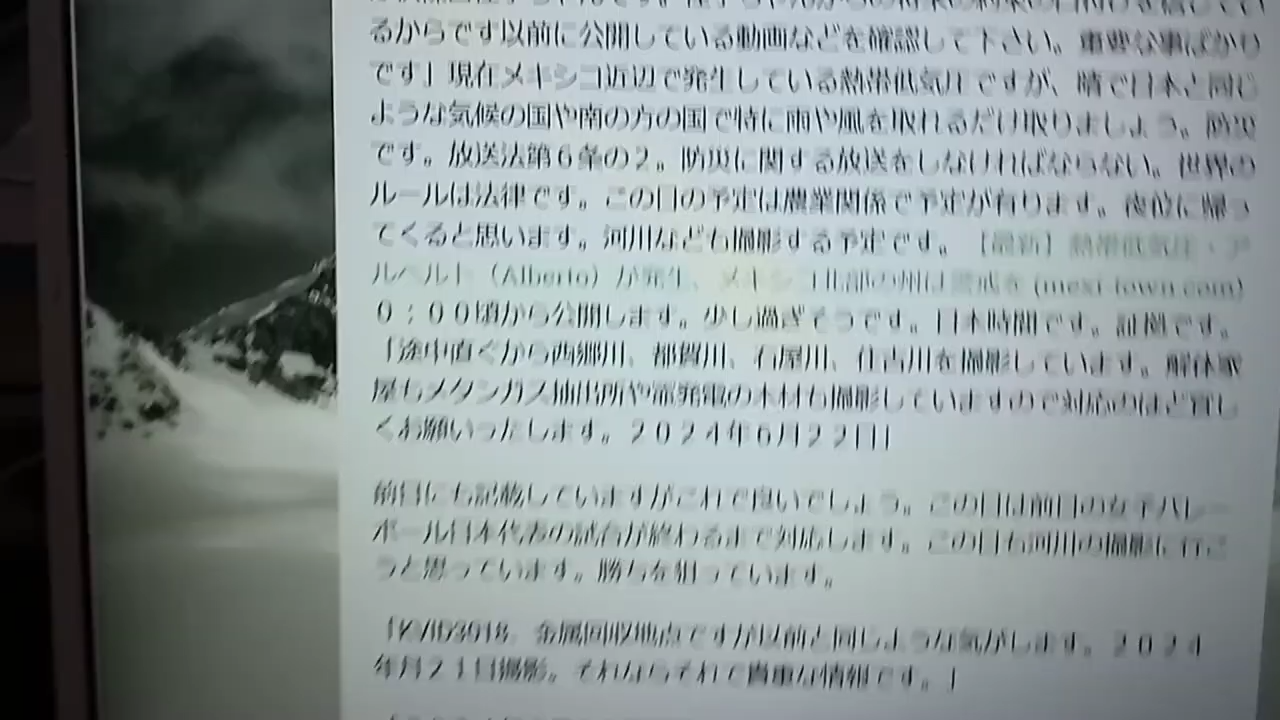 るからです以前に公開している動画などを確認して下さい。重要な事ばかり
です」現在メキシコ近辺で発生している熱帯低気圧ですが、晴で日本と同じ
ような気候の国や南の方の国で特に雨や風を取れるだけ取りましょう。防災
です。放送法第6条の2。防災に関する放送をしなければならない。世界の
ルールは法律です。この日の予定は農業関係で予定が有ります。夜位に帰っ
てくると思います。河川なども撮影する予定です。【最新】熱帯低気圧・ア
ルベルト（Alberto）が発生、メキシコ北部の州は警戒を (mexi-town.com)
0：00頃から公開します。少し過ぎそうです。日本時間です。証拠です。
「途中直ぐから西郷川、都賀川、石屋川、住吉川を撮影しています。解体家
屋もメタンガス抽出所や蒸発電の木材も撮影していますので対応のほど宜し
くお願いいたします。2024年6月22日」
前日にも記載していますがこれで良いでしょう。この日は前日の女子バレー
ボール日本代表の試合が終わるまで対応します。この日も河川の撮影に行こ
うと思っています。勝ちを狙っています。
金属回収地点ですが以前と同じような気がします。2024
年月21日撮影。それならそれで貴重な情報です。」